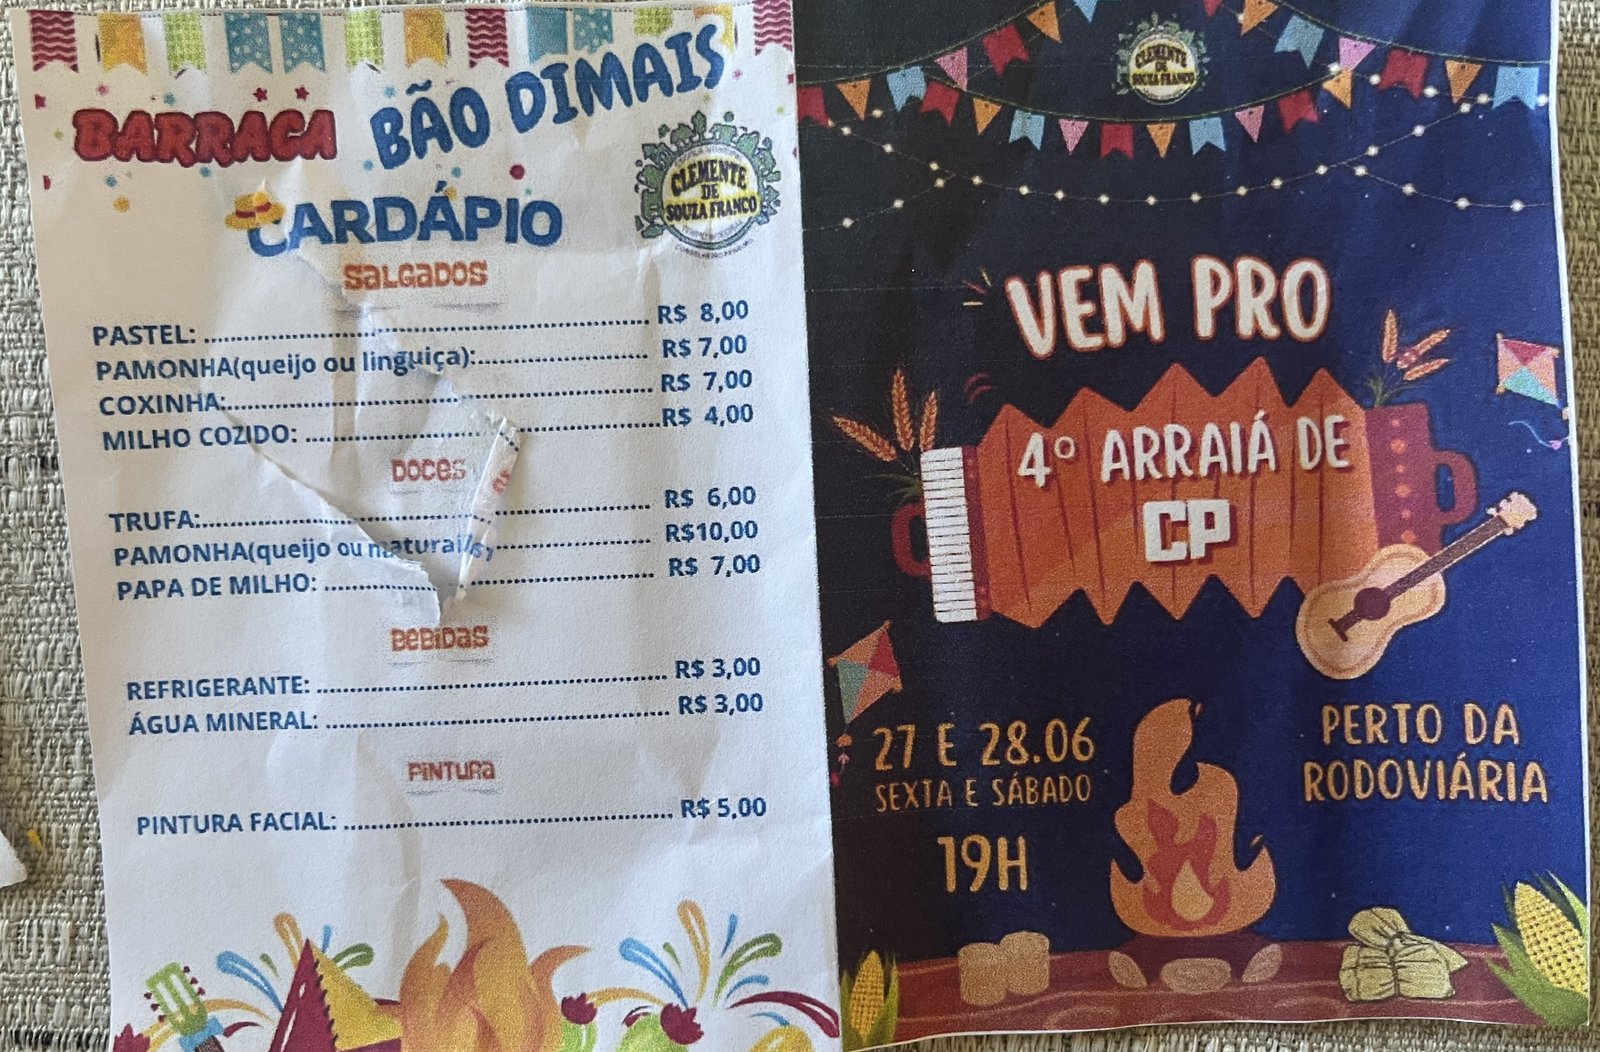 BARRACA BÃO DIMAIS
CLEMENTE
DE
SOUZA FRANCO
CARDÁPIO
SALGADOS
PASTEL: ........ R$ 8,00
PAMONHA(queijo ou linguiça):........ R$ 7,00
COXINHA:........ R$ 7,00
MILHO COZIDO: ........ R$ 4,00
DOCES
TRUFA:........ R$ 6,00
PAMONHA(queijo ou ........ R$10,00
PAPA DE MILHO: ........ R$ 7,00
BEBIDAS
REFRIGERANTE: ........ R$ 3,00
ÁGUA MINERAL: ........ R$ 3,00
PINTURA
PINTURA FACIAL: ........ R$ 5,00
CLEMENTE
DE
SOUZA FRANCO
VEM PRO
4º ARRAIÁ DE
CP
27 E 28.06
SEXTA E SÁBADO
19H
PERTO DA
RODOVIÁRIA